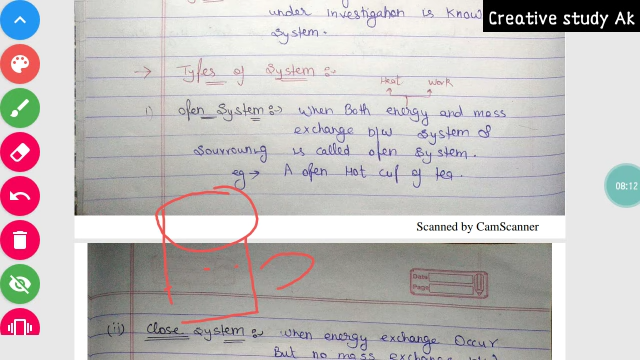 Creative study Ak
under investigation is know
System.
→ Types of System :-
Heat Work
i) Open System :→ When Both energy and mass
exchange b/w System &
Sourrouning is called open System.
eg → A open Hot cup of tea.
08:12
Scanned by CamScanner
Date
Page
(ii) Close System :- when energy exchange Occur
But no mass exchange b/w